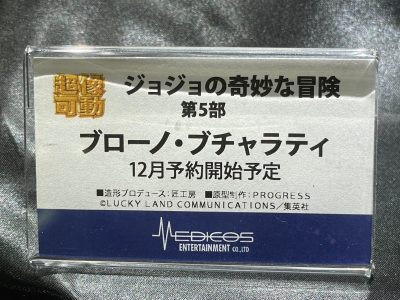 超像可動
ジョジョの奇妙な冒険
第5部
ブローノ・ブチャラティ
12月予約開始予定
■造形プロデュース:匠工房 ■原型制作:PROGRESS
©LUCKY LAND COMMUNICATIONS/集英社
MEDICOS
ENTERTAINMENT CO.,LTD